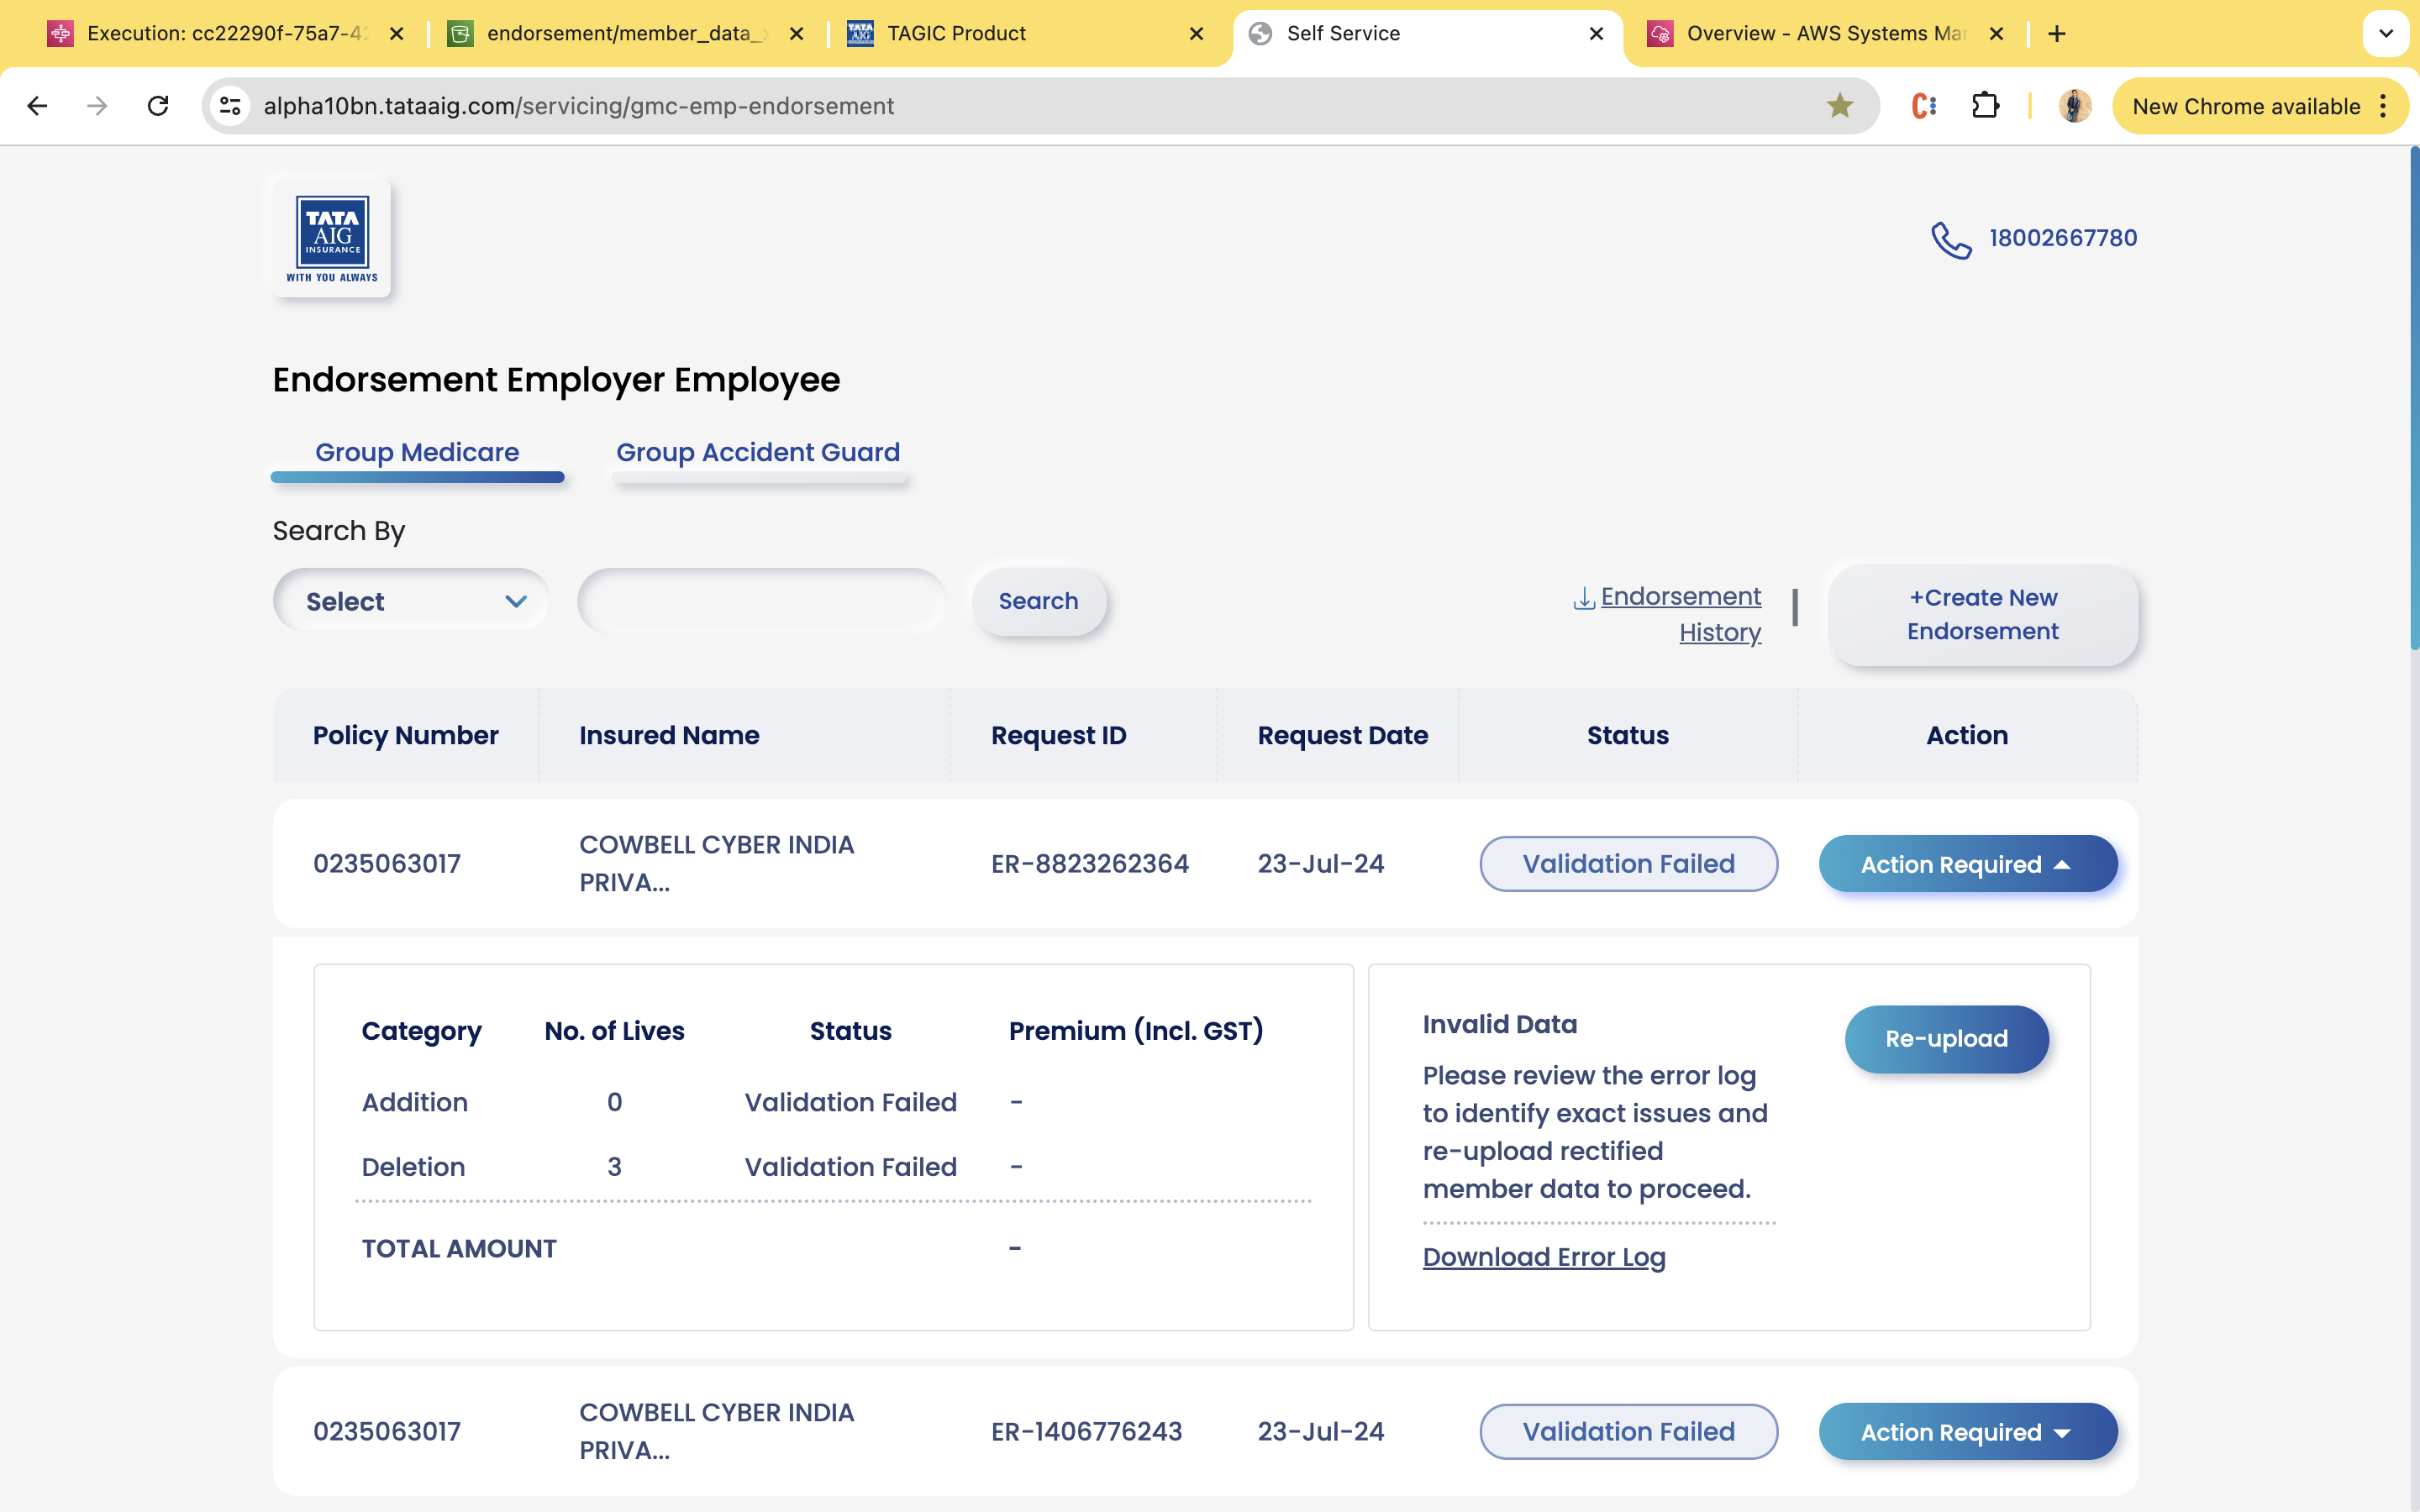 Execution: cc22290f-75a7-42
endorsement/member_data_
TAGIC Product
Self Service
Overview - AWS Systems Ma
alpha10bn.tataaig.com/servicing/gmc-emp-endorsement
New Chrome available
TATA
AIG
INSURANCE
WITH YOU ALWAYS
18002667780
Endorsement Employer Employee
Group Medicare
Group Accident Guard
Search By
Select
Search
Endorsement
History
+Create New
Endorsement
Policy Number
Insured Name
Request ID
Request Date
Status
Action
0235063017
COWBELL CYBER INDIA
PRIVA...
ER-8823262364
23-Jul-24
Validation Failed
Action Required
Category
No. of Lives
Status
Premium (Incl. GST)
Addition
0
Validation Failed
-
Deletion
3
Validation Failed
-
TOTAL AMOUNT
-
Invalid Data
Please review the error log
to identify exact issues and
re-upload rectified
member data to proceed.
Download Error Log
Re-upload
0235063017
COWBELL CYBER INDIA
PRIVA...
ER-1406776243
23-Jul-24
Validation Failed
Action Required